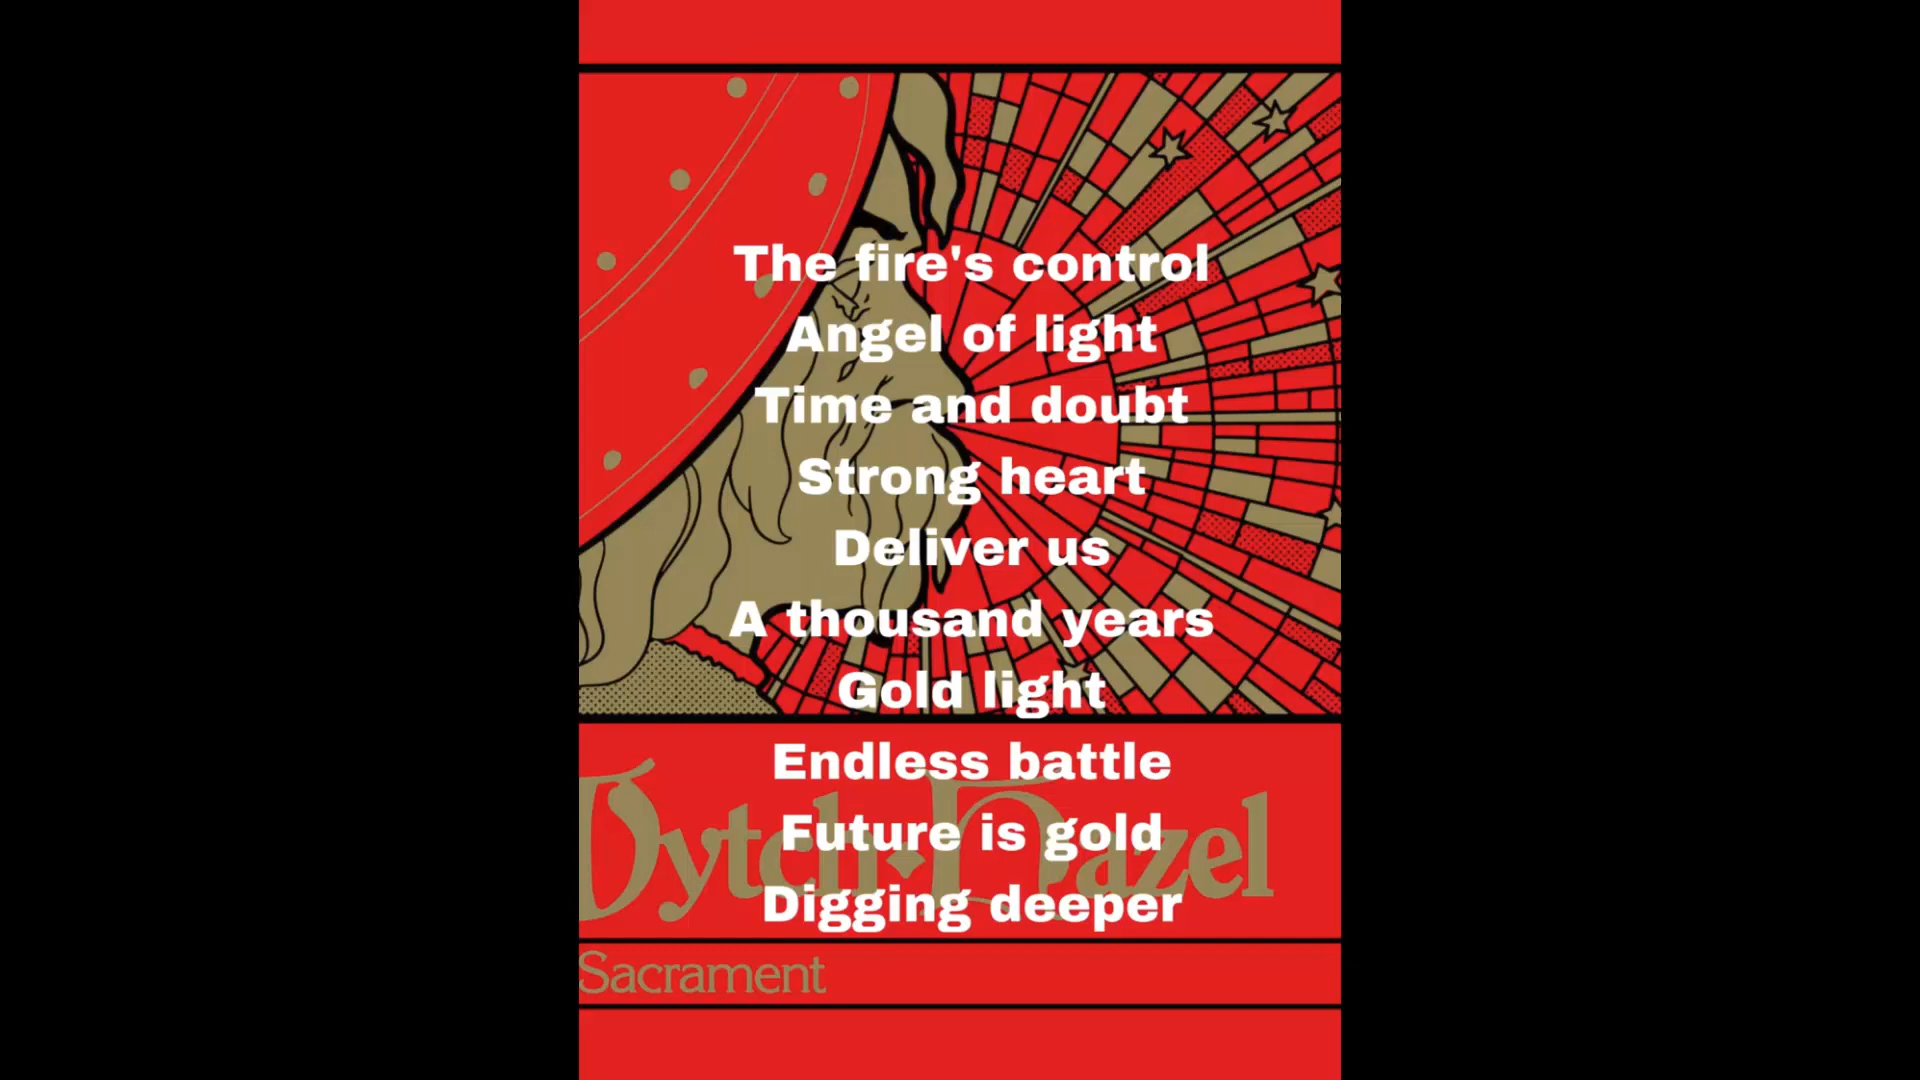 The fire's control
Angel of light
Time and doubt
Strong heart
Deliver us
A thousand years
Gold light
Endless battle
Future is gold
Digging deeper
Vytch Hazel
Sacrament